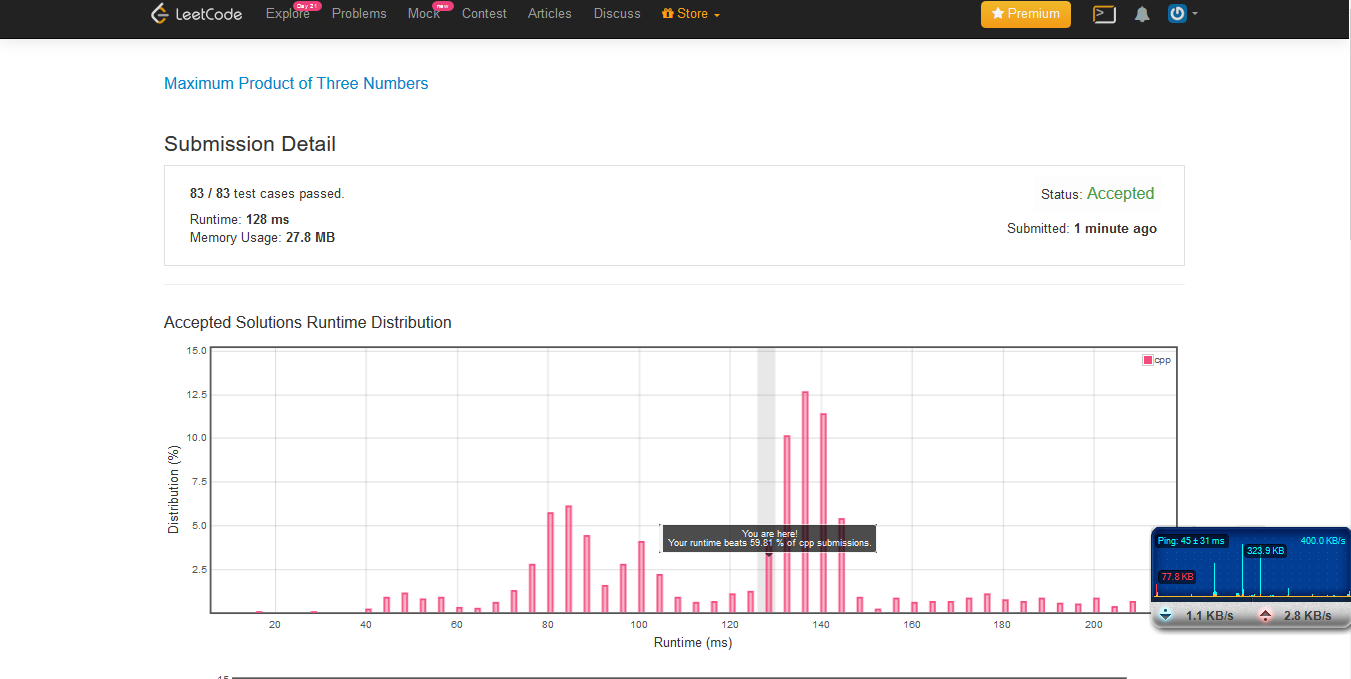 LeetCode Explore Day 21 Problems Mock new Contest Articles Discuss Store Premium
Maximum Product of Three Numbers
Submission Detail
83 / 83 test cases passed.
Status: Accepted
Runtime: 128 ms
Submitted: 1 minute ago
Memory Usage: 27.8 MB
Accepted Solutions Runtime Distribution
15.0
cpp
12.5
10.0
7.5
5.0
2.5
Distribution (%)
You are here!
Your runtime beats 59.81 % of cpp submissions.
20 40 60 80 100 120 140 160 180 200
Runtime (ms)
Ping: 45 ± 31 ms
400.0 KB/s
323.9 KB
77.8 KB
1.1 KB/s
2.8 KB/s
15